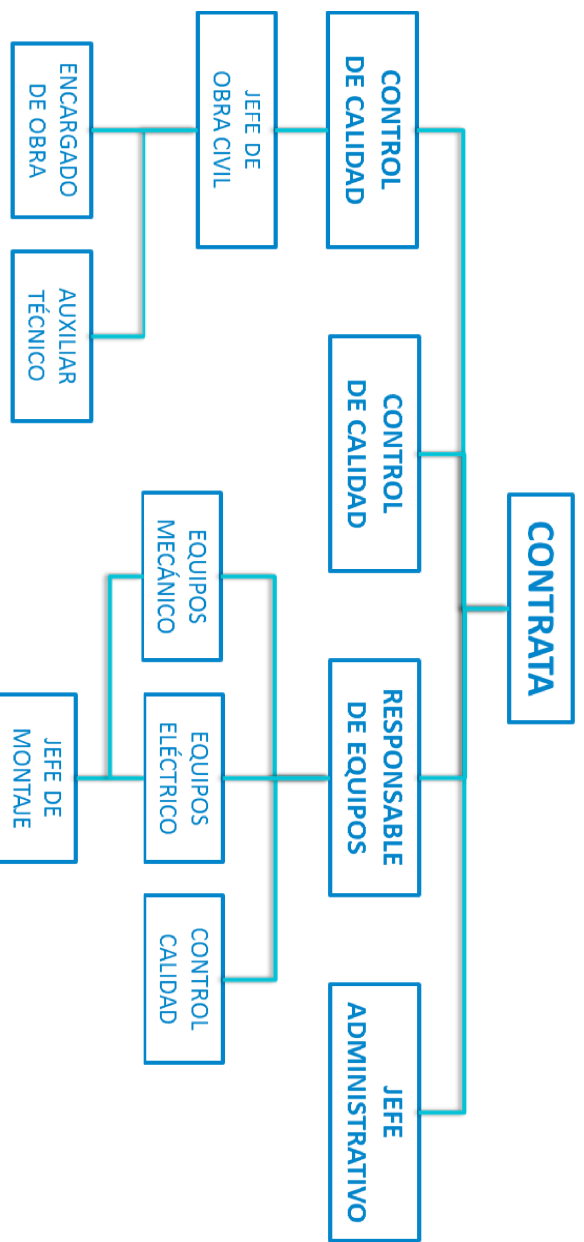 CONTRATA
CONTROL
DE CALIDAD
CONTROL
DE CALIDAD
RESPONSABLE
DE EQUIPOS
JEFE
ADMINISTRATIVO
JEFE DE
OBRA CIVIL
EQUIPOS
MECÁNICO
EQUIPOS
ELÉCTRICO
CONTROL
CALIDAD
ENCARGADO
DE OBRA
AUXILIAR
TÉCNICO
JEFE DE
MONTAJE